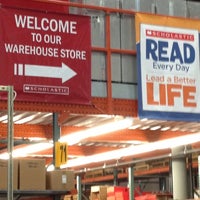 WELCOME
TO OUR
WAREHOUSE STORE
SCHOLASTIC
SCHOLASTIC
READ
Every Day
Lead a Better
LIFE